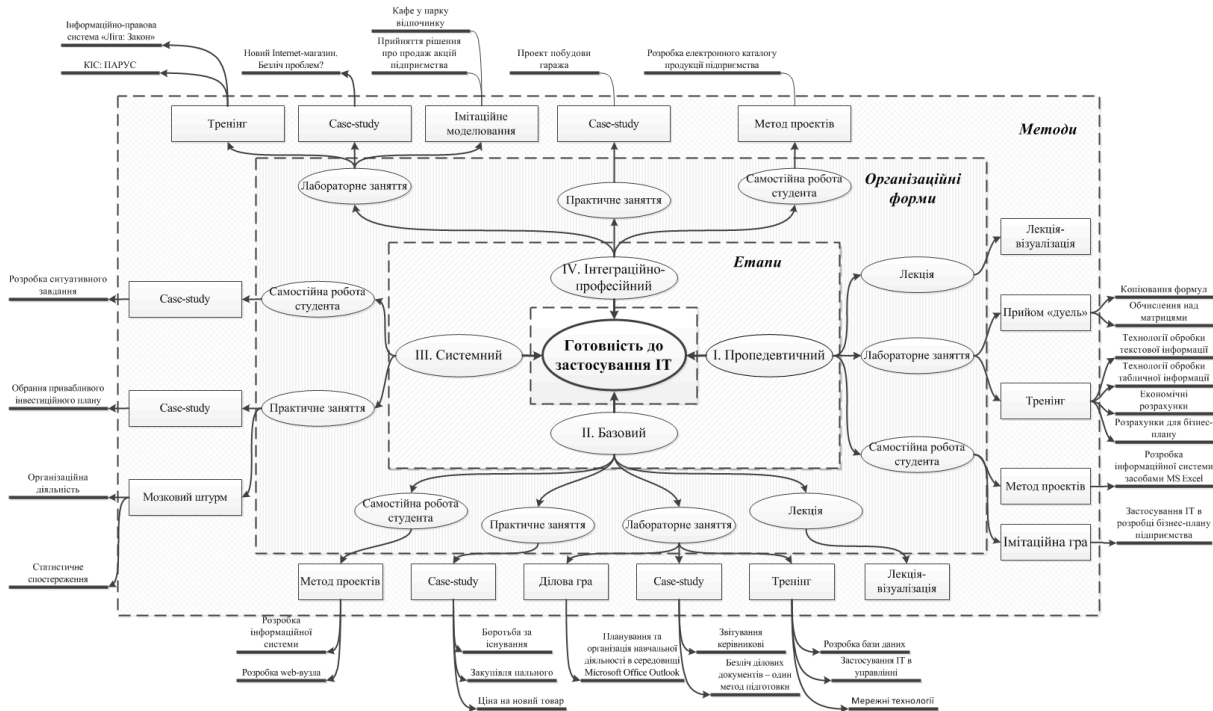 Інформаційно-правова
система «Ліга: Закон»
КІС: ПАРУС
Новий Internet-магазин.
Безліч проблем?
Кафе у парку
відпочинку
Прийняття рішення
про продаж акцій
підприємства
Проект побудови
гаража
Розробка електронного каталогу
продукції підприємства
Методи
Тренінг
Case-study
Імітаційне
моделювання
Case-study
Метод проектів
Організаційні
форми
Лабораторне заняття
Практичне заняття
Самостійна робота
студента
Етапи
IV. Інтеграційно-
професійний
Готовність до
застосування ІТ
І. Пропедевтичний
ІІІ. Системний
ІІ. Базовий
Лекція
Лекція-
візуалізація
Лабораторне заняття
Прийом «дуель»
Копіювання формул
Обчислення над
матрицями
Тренінг
Технології обробки
текстової інформації
Технології обробки
табличної інформації
Економічні
розрахунки
Розрахунки для бізнес-
плану
Самостійна робота
студента
Метод проектів
Розробка
інформаційної системи
засобами MS Excel
Імітаційна гра
Застосування ІТ в
розробці бізнес-плану
підприємства
Розробка ситуативного
завдання
Case-study
Самостійна робота
студента
Обрання привабливого
інвестиційного плану
Case-study
Практичне заняття
Організаційна
діяльність
Мозковий штурм
Статистичне
спостереження
Самостійна робота
студента
Практичне заняття
Лабораторне заняття
Лекція
Метод проектів
Case-study
Ділова гра
Case-study
Тренінг
Лекція-
візуалізація
Розробка
інформаційної
системи
Розробка web-вузла
Боротьба за
існування
Закупівля пального
Ціна на новий товар
Планування та
організація навчальної
діяльності в середовищі
Microsoft Office Outlook
Звітування
керівникові
Безліч ділових
документів – один
метод підготовки
Розробка бази даних
Застосування ІТ в
управлінні
Мережні технології